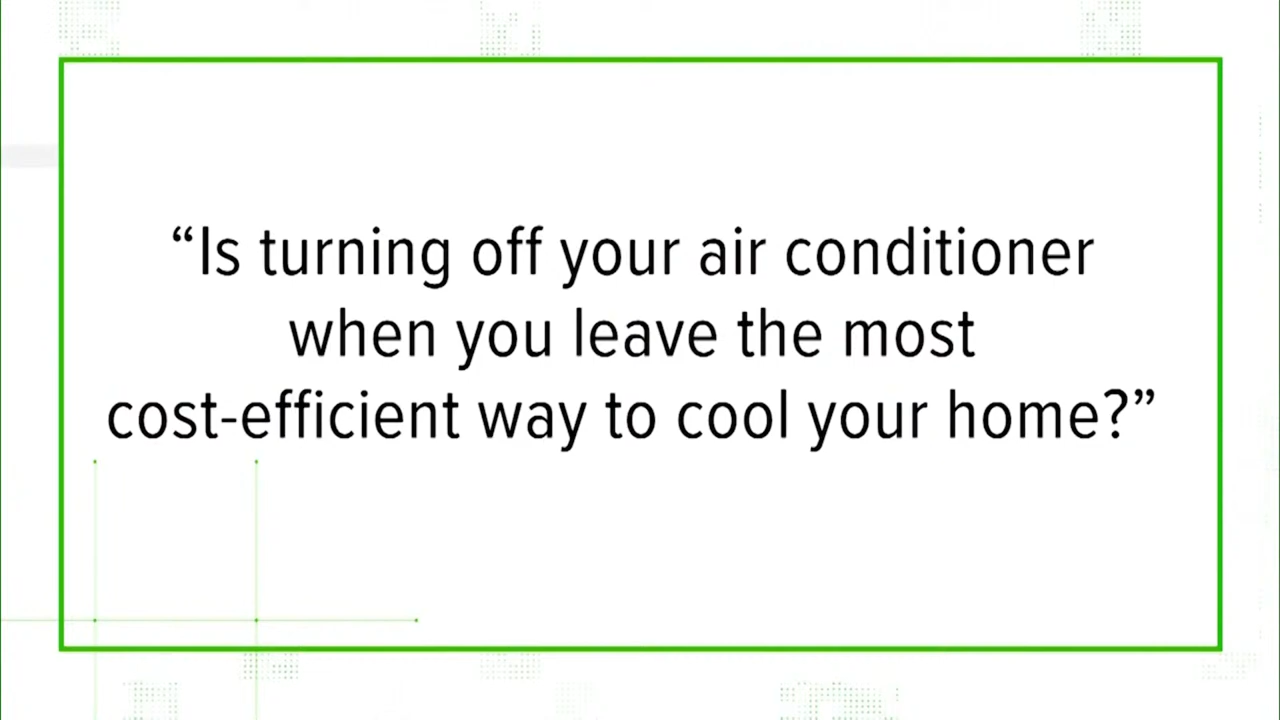 “Is turning off your air conditioner
when you leave the most
cost-efficient way to cool your home?”